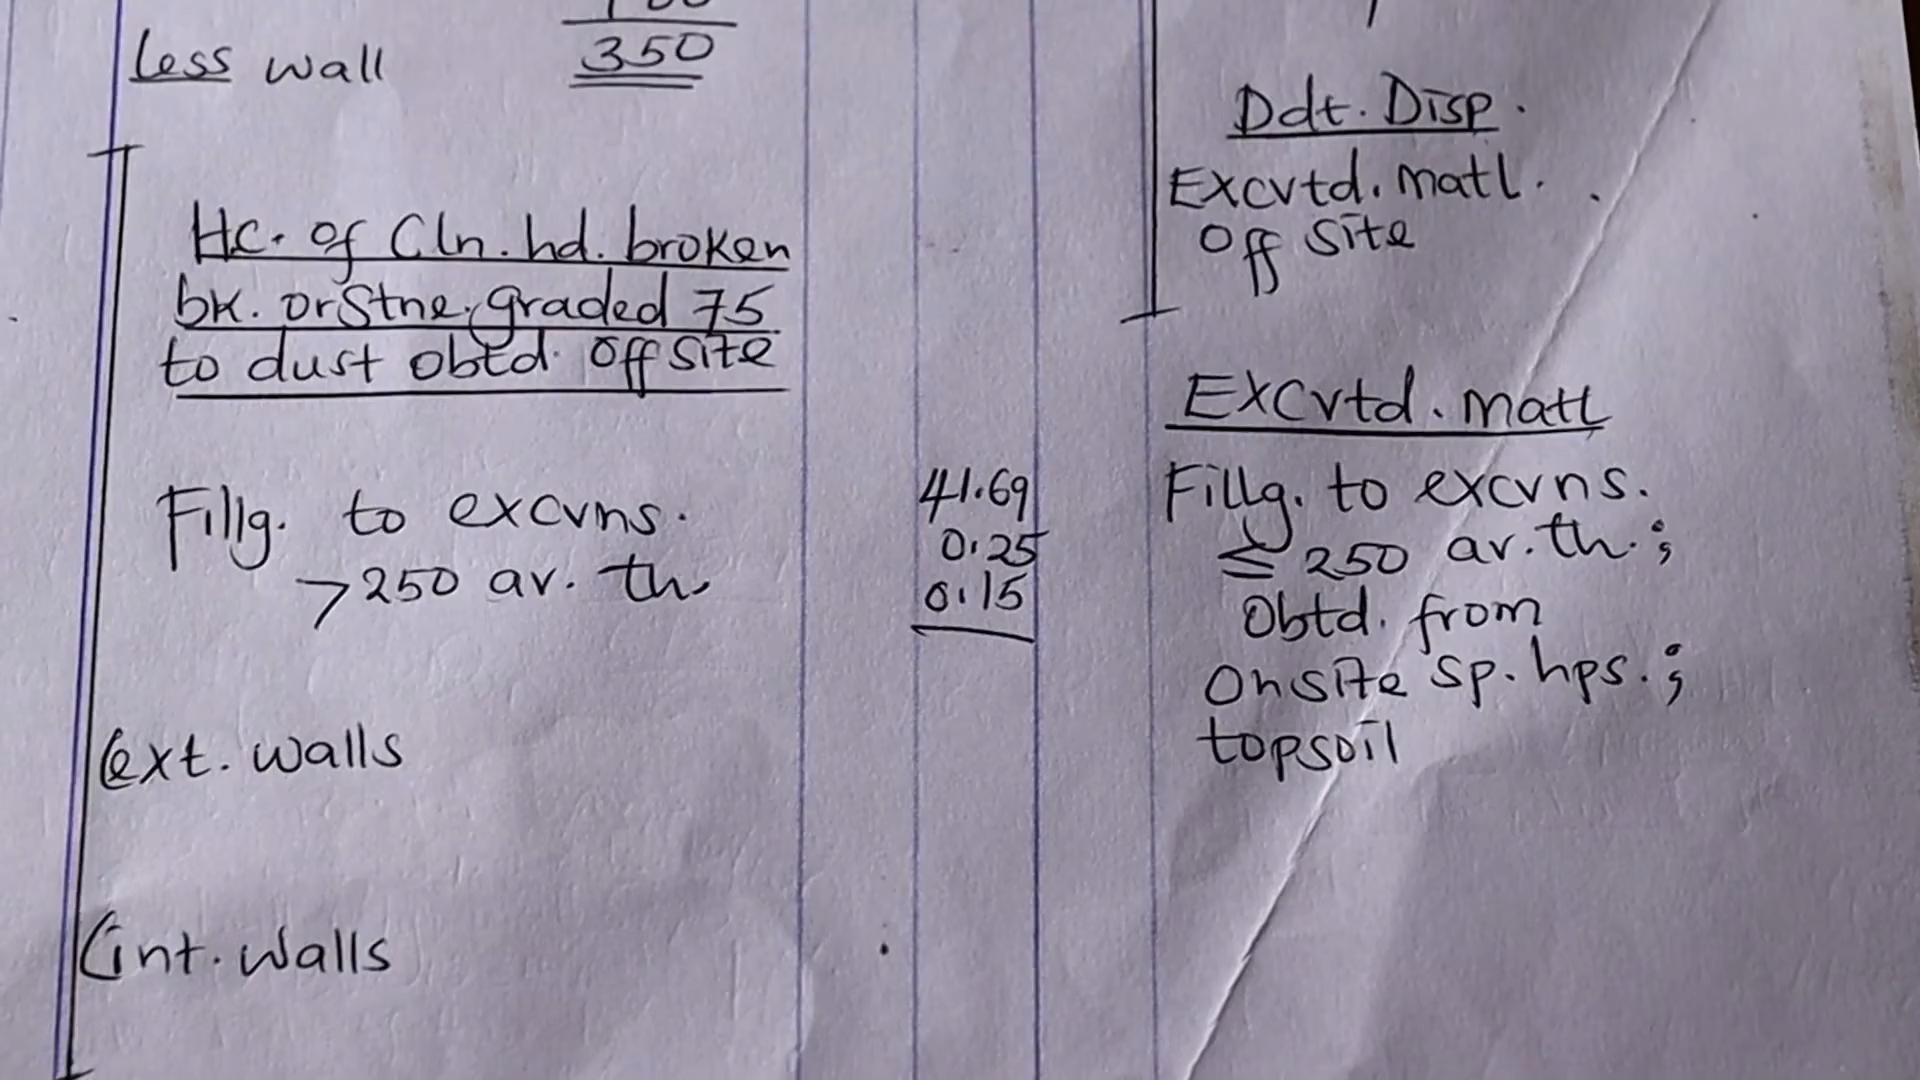 Less wall
350
Hc. of Cln. hd. broken
bk. or Stne. graded 75
to dust obtd. off site
Fillg. to excvns.
>250 av. th.
ext. walls
int. walls
41.69
0.25
0.15
Ddt. Disp.
Excvtd. matl.
Off site
Excvtd. matl
Fillg. to excvns.
≤ 250 av. th. ;
Obtd. from
Onsite sp. hps. ;
topsoil